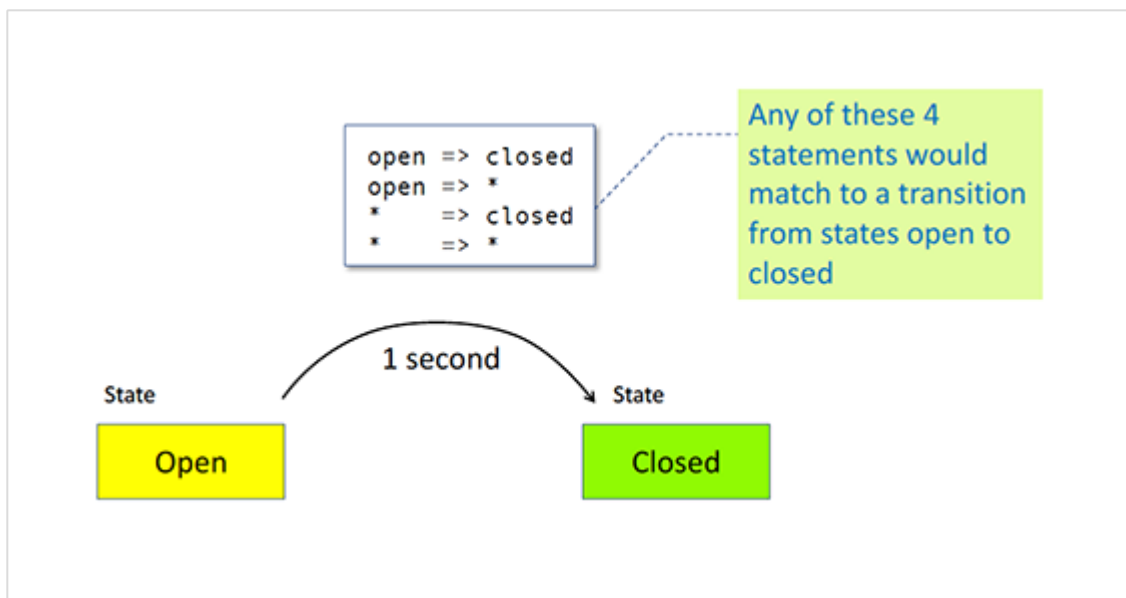 open => closed
open => *
*    => closed
*    => *
Any of these 4
statements would
match to a transition
from states open to
closed
1 second
State
State
Open
Closed